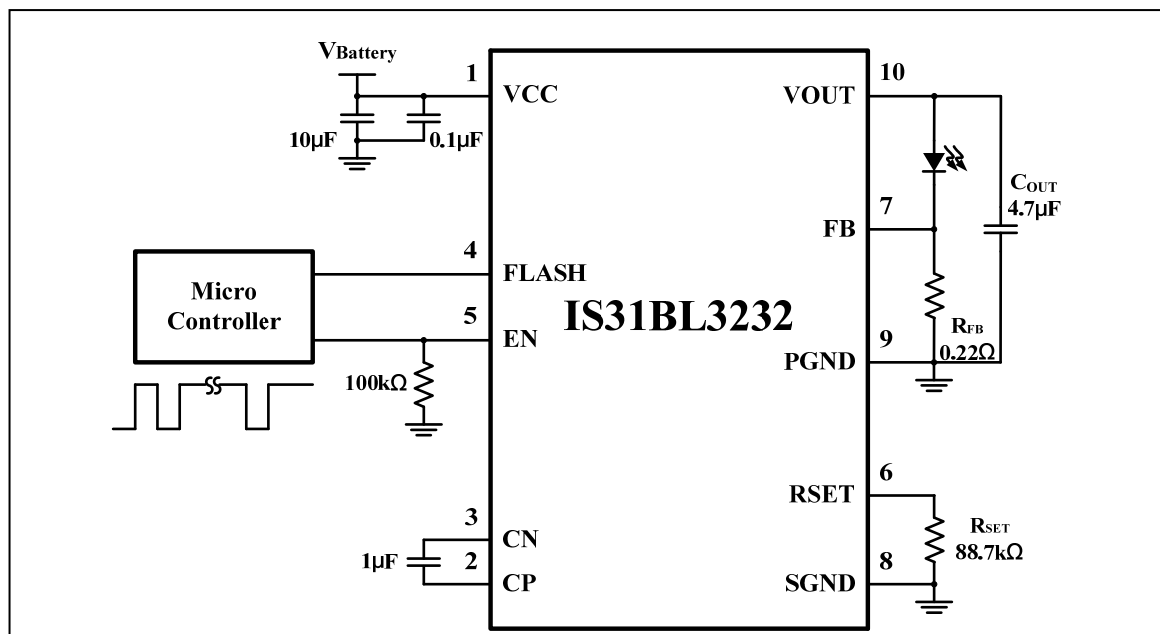 VBattery
1
VCC
10µF
0.1µF
10
VOUT
COUT
4.7µF
7
FB
4
FLASH
Micro
Controller
5
EN
IS31BL3232
RFB
0.22Ω
9
PGND
100kΩ
6
RSET
RSET
88.7kΩ
3
CN
1µF
2
CP
8
SGND